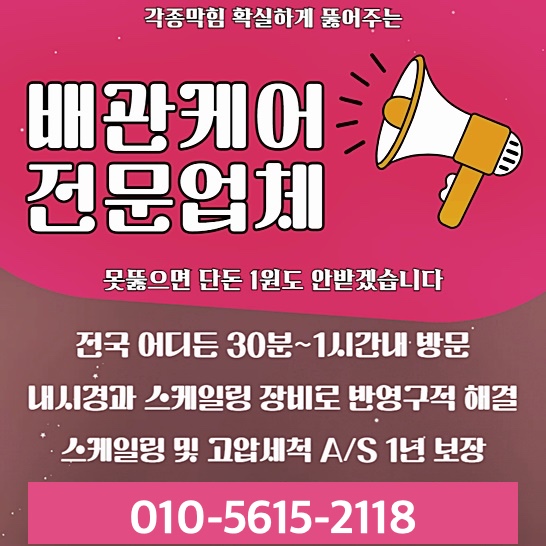 각종막힘 확실하게 뚫어주는
배관케어
전문업체
못뚫으면 단돈 1원도 안받겠습니다
전국 어디든 30분~1시간내 방문
내시경과 스케일링 장비로 반영구적 해결
스케일링 및 고압세척 A/S 1년 보장
010-5615-2118